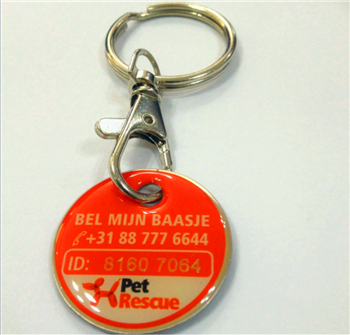 BEL MIJN BAASJE
+31 88 777 6644
ID: 8160 7064
Pet
Rescue